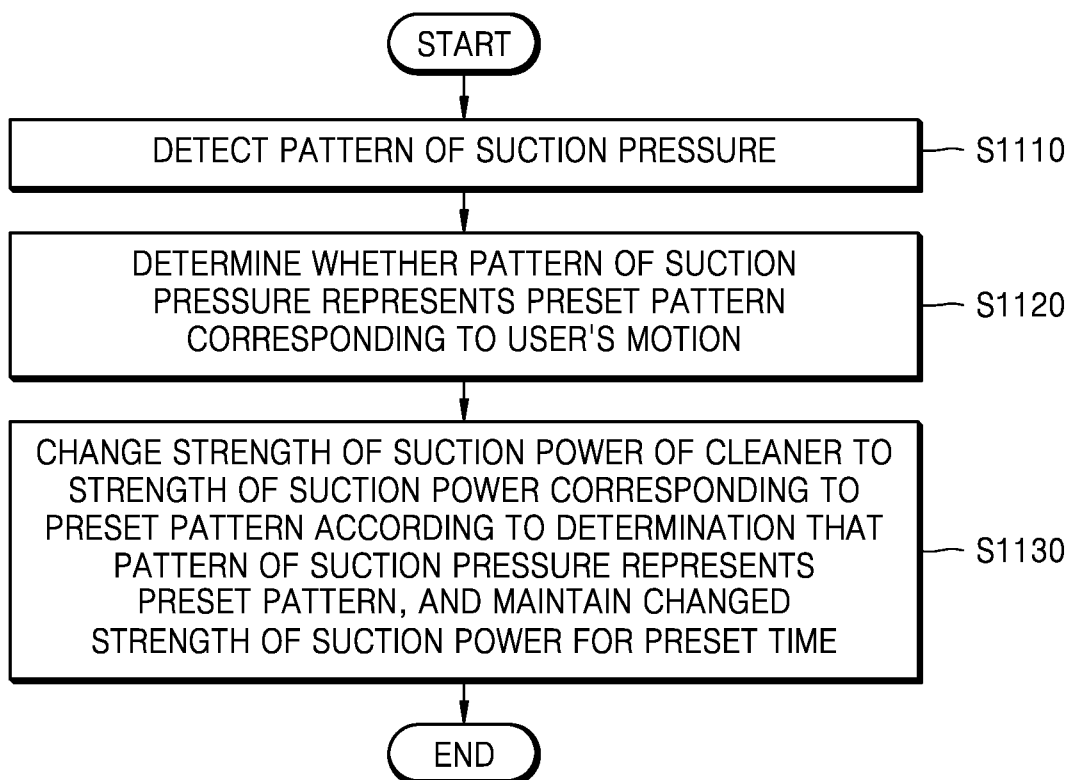 START
DETECT PATTERN OF SUCTION PRESSURE
S1110
DETERMINE WHETHER PATTERN OF SUCTION
PRESSURE REPRESENTS PRESET PATTERN
CORRESPONDING TO USER'S MOTION
S1120
CHANGE STRENGTH OF SUCTION POWER OF CLEANER TO
STRENGTH OF SUCTION POWER CORRESPONDING TO
PRESET PATTERN ACCORDING TO DETERMINATION THAT
PATTERN OF SUCTION PRESSURE REPRESENTS
PRESET PATTERN, AND MAINTAIN CHANGED
STRENGTH OF SUCTION POWER FOR PRESET TIME
S1130
END